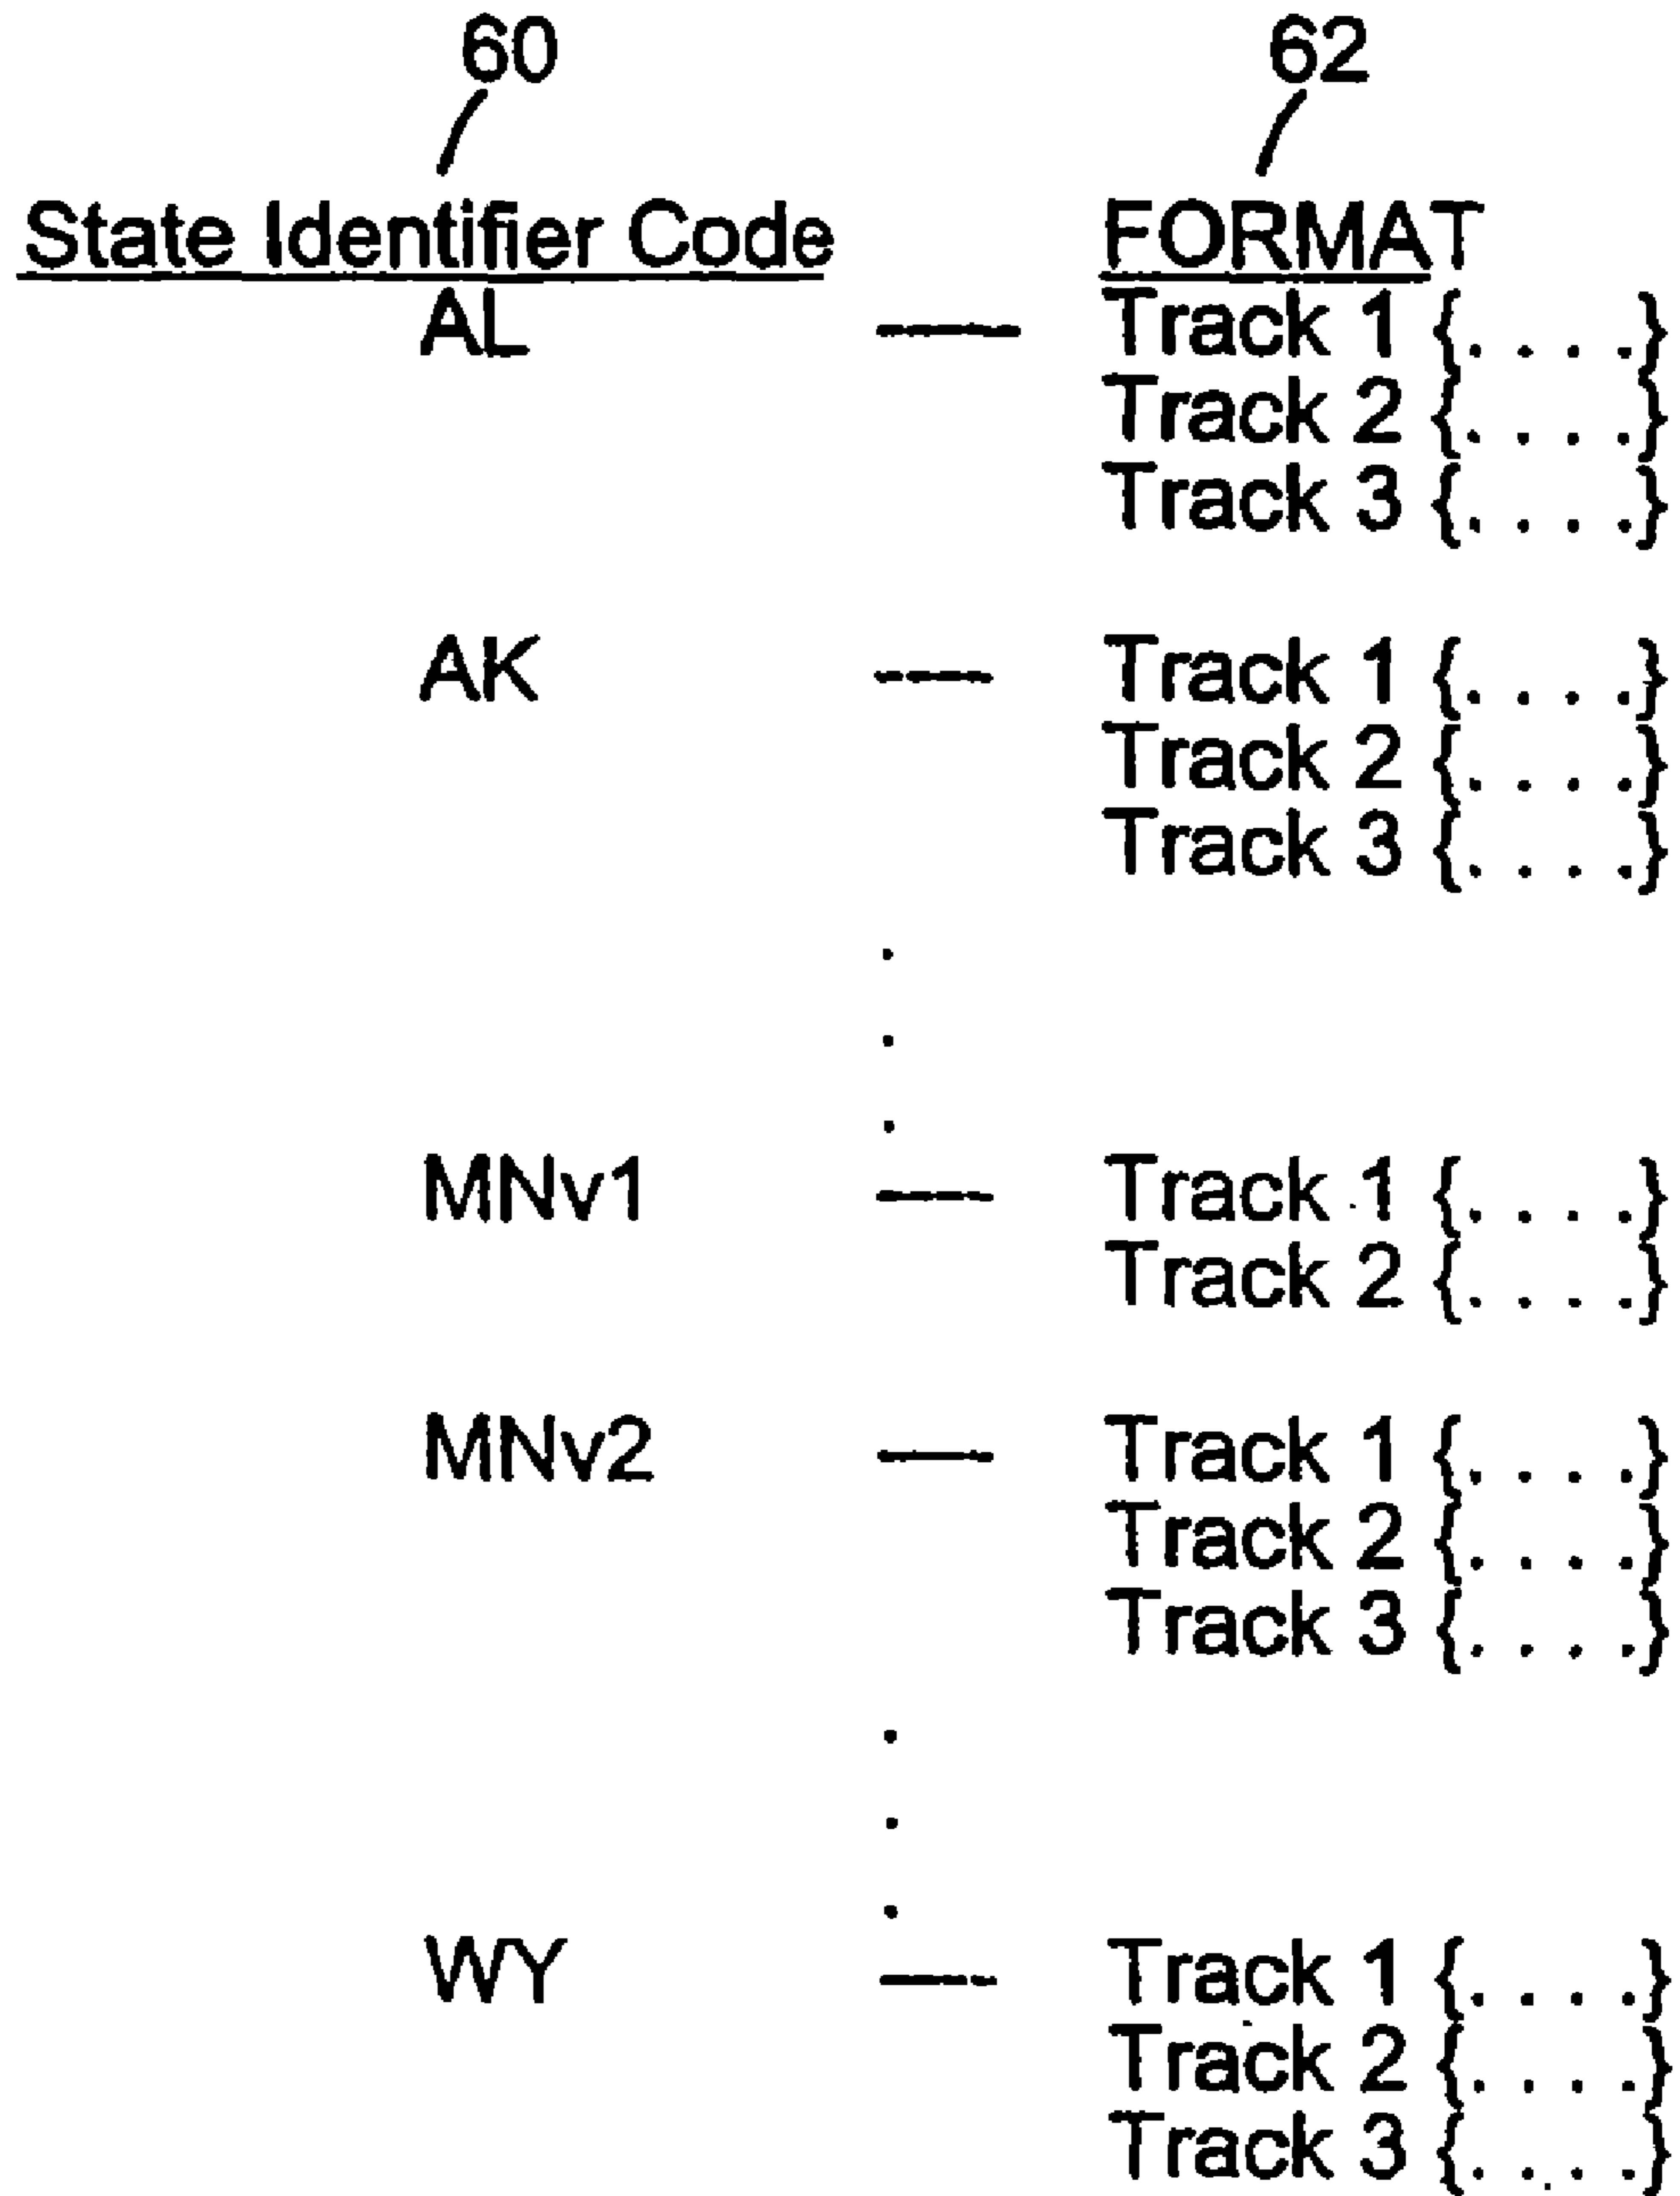 60 62
State Identifier Code FORMAT
AL — Track 1 {. . . .}
Track 2 {. . . .}
Track 3 {. . . .}
AK --- Track 1 {. . . .}
Track 2 {. . . .}
Track 3 {. . . .}
.
.
.
MNv1 — Track 1 {. . . .}
Track 2 {. . . .}
MNv2 — Track 1 {. . . .}
Track 2 {. . . .}
Track 3 {. . . .}
.
.
.
WY — Track 1 {. . . .}
Track 2 {. . . .}
Track 3 {. . . .}